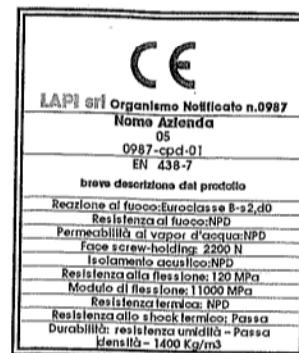 CE
LAPI srl Organismo Notificato n.0987
Nome Azienda
05
0987-cpd-01
EN 438-7
breve descrizione del prodotto
Reazione al fuoco:Euroclasse B-s2,d0
Resistenza al fuoco:NPD
Permeabilità al vapor d'acqua:NPD
Face screw-holding: 2200 N
Isolamento acustico:NPD
Resistenza alla flessione: 120 MPa
Modulo di flessione: 11000 MPa
Resistenza termica: NPD
Resistenza allo shock termico: Passa
Durabilità: resistenza umidità – Passa
densità – 1400 Kg/m3